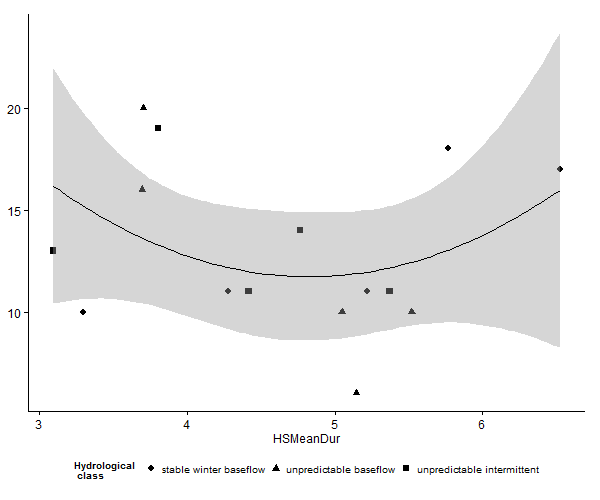 20
15
10
3 4 5 6
HSMeanDur
Hydrological
class
stable winter baseflow unpredictable baseflow unpredictable intermittent